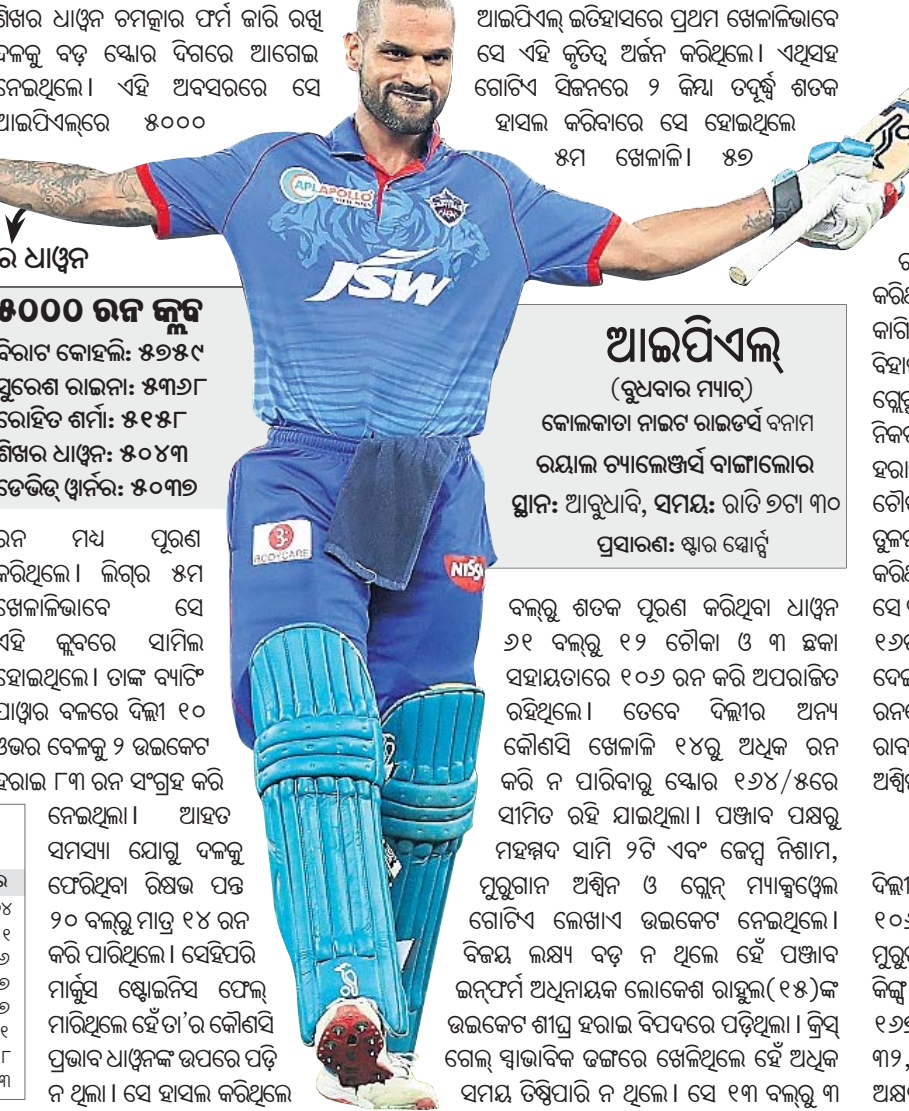 ଶିଖର ଧାୱନ ଚମତ୍କାର ଫର୍ମ ଜାରି ରଖି
ଦଳକୁ ବଡ଼ ସ୍କୋର ଦିଗରେ ଆଗେଇ
ନେଇଥିଲେ। ଏହି ଅବସରରେ ସେ
ଆଇପିଏଲ୍‌ରେ ୫୦୦୦
ଧାୱନ
୫୦୦୦ ରନ କ୍ଲବ
ବିରାଟ କୋହଲି: ୫୭୫୯
ସୁରେଶ ରାଇନା: ୫୩୬୮
ରୋହିତ ଶର୍ମା: ୫୧୫୮
ଶିଖର ଧାୱନ: ୫୦୪୩
ଡେଭିଡ୍ ୱାର୍ନର: ୫୦୩୭
ରନ ମଧ୍ୟ ପୂରଣ
କରିଥିଲେ। ଲିଗ୍‌ର ୫ମ
ଖେଳାଳିଭାବେ ସେ
ଏହି କ୍ଲବରେ ସାମିଲ
ହୋଇଥିଲେ। ତାଙ୍କ ବ୍ୟାଟିଂ
ପାୱାର ବଳରେ ଦିଲ୍ଲୀ ୧୦
ଓଭର ବେଳକୁ ୨ ଉଇକେଟ
ହରାଇ ୮୩ ରନ ସଂଗ୍ରହ କରି
ନେଇଥିଲା। ଆହତ
ସମସ୍ୟା ଯୋଗୁ ଦଳକୁ
ଫେରିଥିବା ରିଷଭ ପନ୍ତ
୨୦ ବଲ୍‌ରୁ ମାତ୍ର ୧୪ ରନ
କରି ପାରିଥିଲେ। ସେହିପରି
ମାର୍କୁସ ଷ୍ଟୋଇନିସ ଫେଲ୍
ମାରିଥିଲେ ହେଁ ତା'ର କୌଣସି
ପ୍ରଭାବ ଧାୱନଙ୍କ ଉପରେ ପଡ଼ି
ନ ଥିଲା। ସେ ହାସଲ କରିଥିଲେ
ଆଇପିଏଲ୍ ଇତିହାସରେ ପ୍ରଥମ ଖେଳାଳିଭାବେ
ସେ ଏହି କୃତିତ୍ୱ ଅର୍ଜନ କରିଥିଲେ। ଏଥିସହ
ଗୋଟିଏ ସିଜନରେ ୨ କିମ୍ବା ତଦୂର୍ଦ୍ଧ୍ୱ ଶତକ
ହାସଲ କରିବାରେ ସେ ହୋଇଥିଲେ
୫ମ ଖେଳାଳି। ୫୭
APL APOLLO
JSW
BODYCARE
ଆଇପିଏଲ୍
(ବୁଧବାର ମ୍ୟାଚ୍)
କୋଲକାତା ନାଇଟ ରାଇଡର୍ସ ବନାମ
ରୟାଲ ଚ୍ୟାଲେଞ୍ଜର୍ସ ବାଙ୍ଗାଲୋର
ସ୍ଥାନ: ଆବୁଧାବି, ସମୟ: ରାତି ୭ଟା ୩୦
ପ୍ରସାରଣ: ଷ୍ଟାର ସ୍ପୋର୍ଟ୍ସ
ବଲ୍‌ରୁ ଶତକ ପୂରଣ କରିଥିବା ଧାୱନ
୬୧ ବଲ୍‌ରୁ ୧୨ ଚୌକା ଓ ୩ ଛକା
ସହାୟତାରେ ୧୦୬ ରନ କରି ଅପରାଜିତ
ରହିଥିଲେ। ତେବେ ଦିଲ୍ଲୀର ଅନ୍ୟ
କୌଣସି ଖେଳାଳି ୧୪ରୁ ଅଧିକ ରନ
କରି ନ ପାରିବାରୁ ସ୍କୋର ୧୬୪/୫ରେ
ସୀମିତ ରହି ଯାଇଥିଲା। ପଞ୍ଜାବ ପକ୍ଷରୁ
ମହମ୍ମଦ ସାମି ୨ଟି ଏବଂ ଜେମ୍ସ ନିଶାମ,
ମୁରୁଗାନ ଅଶ୍ୱିନ ଓ ଗ୍ଲେନ୍ ମ୍ୟାକ୍ସୱେଲ
ଗୋଟିଏ ଲେଖାଏ ଉଇକେଟ ନେଇଥିଲେ।
ବିଜୟ ଲକ୍ଷ୍ୟ ବଡ଼ ନ ଥିଲେ ହେଁ ପଞ୍ଜାବ
ଇନ୍‌ଫର୍ମ ଅଧିନାୟକ ଲୋକେଶ ରାହୁଲ(୧୫)ଙ୍କ
ଉଇକେଟ ଶୀଘ୍ର ହରାଇ ବିପଦରେ ପଡ଼ିଥିଲା। କ୍ରିସ୍
ଗେଲ୍ ସ୍ୱାଭାବିକ ଢଙ୍ଗରେ ଖେଳିଥିଲେ ହେଁ ଅଧିକ
ସମୟ ତିଷ୍ଠିପାରି ନ ଥିଲେ। ସେ ୧୩ ବଲ୍‌ରୁ ୩